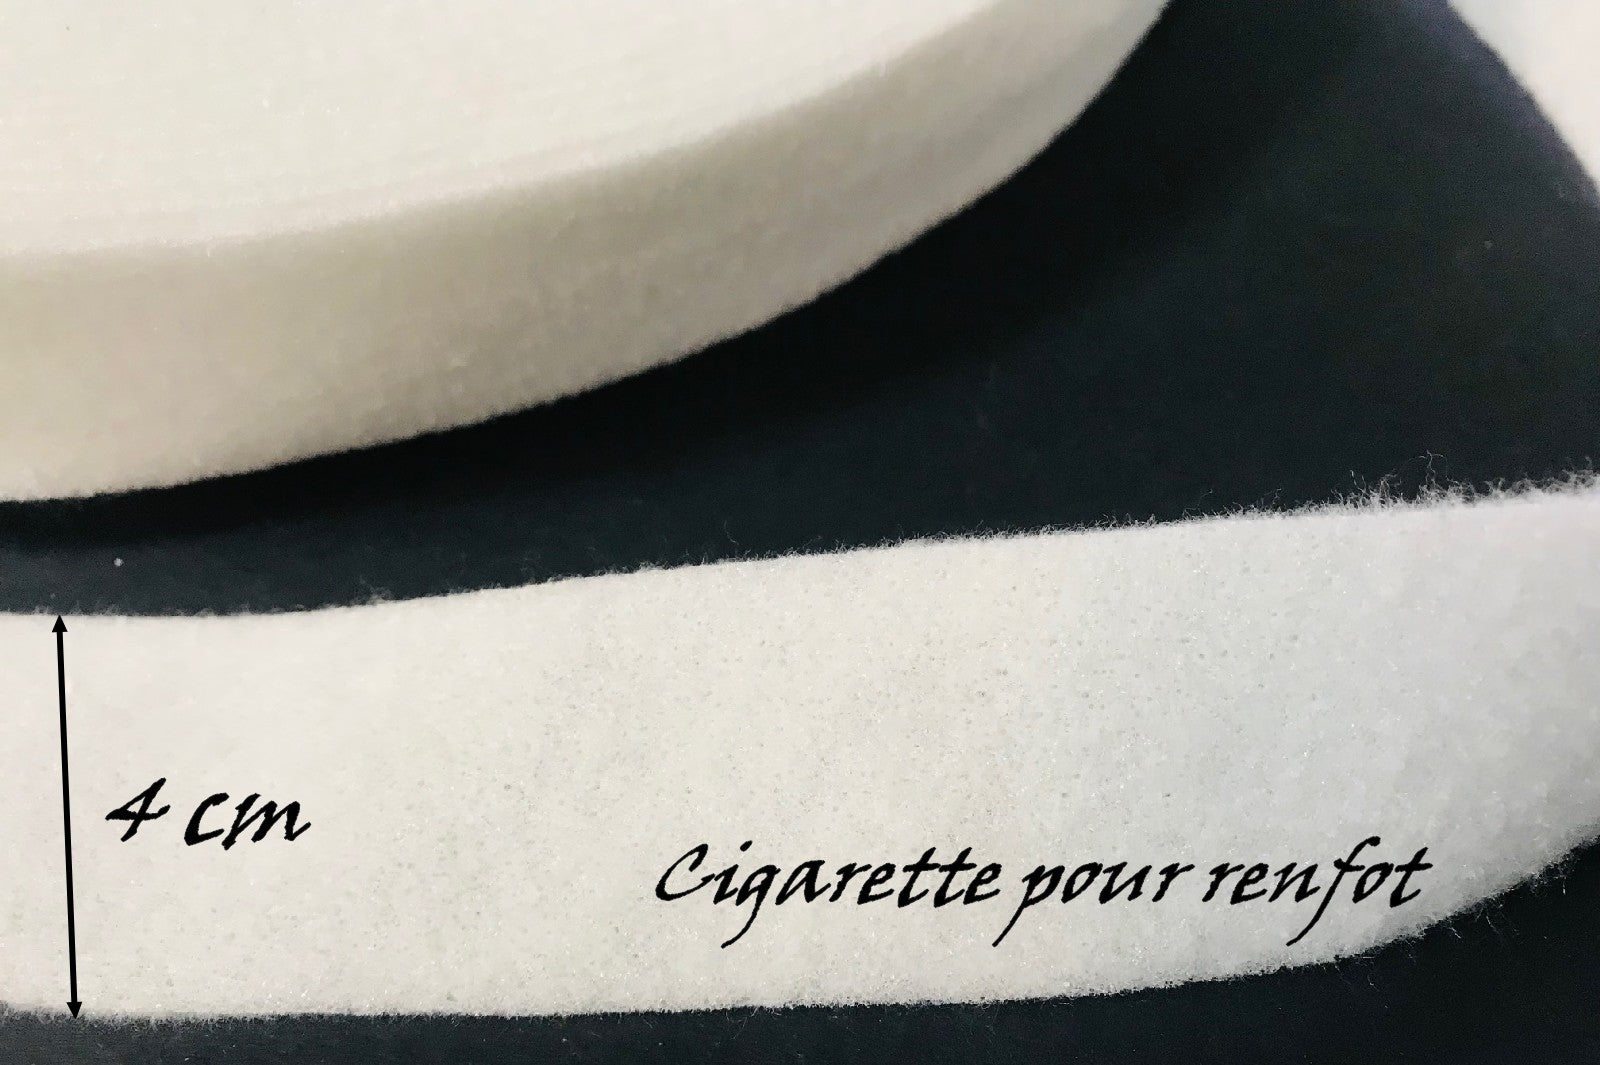 4 cm
Cigarette pour renfot